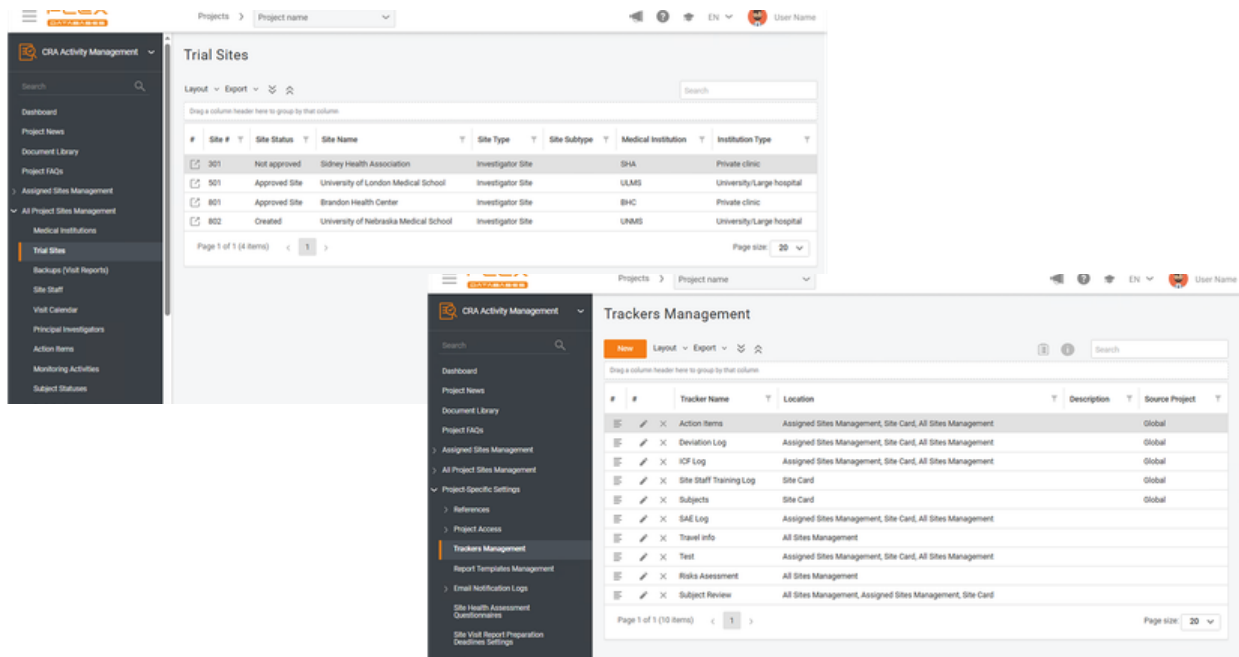 DATABASES
Projects > Project name
EN
User Name
CRA Activity Management
Search
Dashboard
Project News
Document Library
Project FAQs
Assigned Sites Management
All Project Sites Management
Medical Institutions
Trial Sites
Backups (Visit Reports)
Site Staff
Visit Calendar
Principal Investigators
Action Items
Monitoring Activities
Subject Statuses
Trial Sites
Layout Export
Search
Drag a column header here to group by that column
# Site # Site Status Site Name Site Type Site Subtype Medical Institution Institution Type
301 Not approved Sidney Health Association Investigator Site SHA Private clinic
501 Approved Site University of London Medical School Investigator Site ULMS University/Large hospital
801 Approved Site Brandon Health Center Investigator Site BHC Private clinic
802 Created University of Nebraska Medical School Investigator Site UNMS University/Large hospital
Page 1 of 1 (4 items) < 1 > Page size: 20
DATABASES
Projects > Project name
EN
User Name
CRA Activity Management
Search
Dashboard
Project News
Document Library
Project FAQs
Assigned Sites Management
All Project Sites Management
Project-Specific Settings
References
Project Access
Trackers Management
Report Templates Management
Email Notification Logs
Site Health Assessment
Questionnaires
Site Visit Report Preparation
Deadlines Settings
Trackers Management
New Layout Export
Search
Drag a column header here to group by that column
# # Tracker Name Location Description Source Project
Action Items Assigned Sites Management, Site Card, All Sites Management Global
Deviation Log Assigned Sites Management, Site Card, All Sites Management Global
ICF Log Assigned Sites Management, Site Card, All Sites Management Global
Site Staff Training Log Site Card Global
Subjects Site Card Global
SAE Log Assigned Sites Management, Site Card, All Sites Management
Travel info All Sites Management
Test Assigned Sites Management, Site Card, All Sites Management
Risks Asessment All Sites Management
Subject Review All Sites Management, Assigned Sites Management, Site Card
Page 1 of 1 (10 items) < 1 > Page size: 20